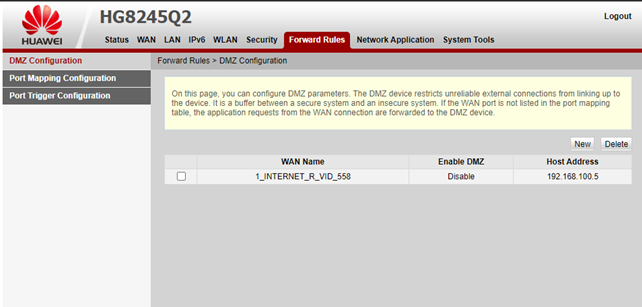 HG8245Q2
Logout
HUAWEI
Status WAN LAN IPv6 WLAN Security Forward Rules Network Application System Tools
DMZ Configuration
Forward Rules > DMZ Configuration
Port Mapping Configuration
Port Trigger Configuration
On this page, you can configure DMZ parameters. The DMZ device restricts unreliable external connections from linking up to
the device. It is a buffer between a secure system and an insecure system. If the WAN port is not listed in the port mapping
table, the application requests from the WAN connection are forwarded to the DMZ device.
New Delete
WAN Name Enable DMZ Host Address
1_INTERNET_R_VID_558 Disable 192.168.100.5